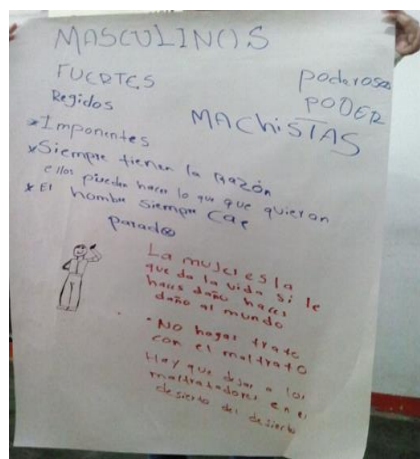 MASCULINOS
FUERTES
Regidos
poderosos
PODER
MACHiSTAS
*Imponentes
*Siempre tienen la RAZÓN
ellos pueden hacer lo que que quieran
*El hombre siempre Cae
parado
La mujer es la
que da la vida si le
haces daño haces
daño al mundo
- No hagas trato
con el maltrato
Hay que dejar a los
maltratadores en el
desierto del desierto